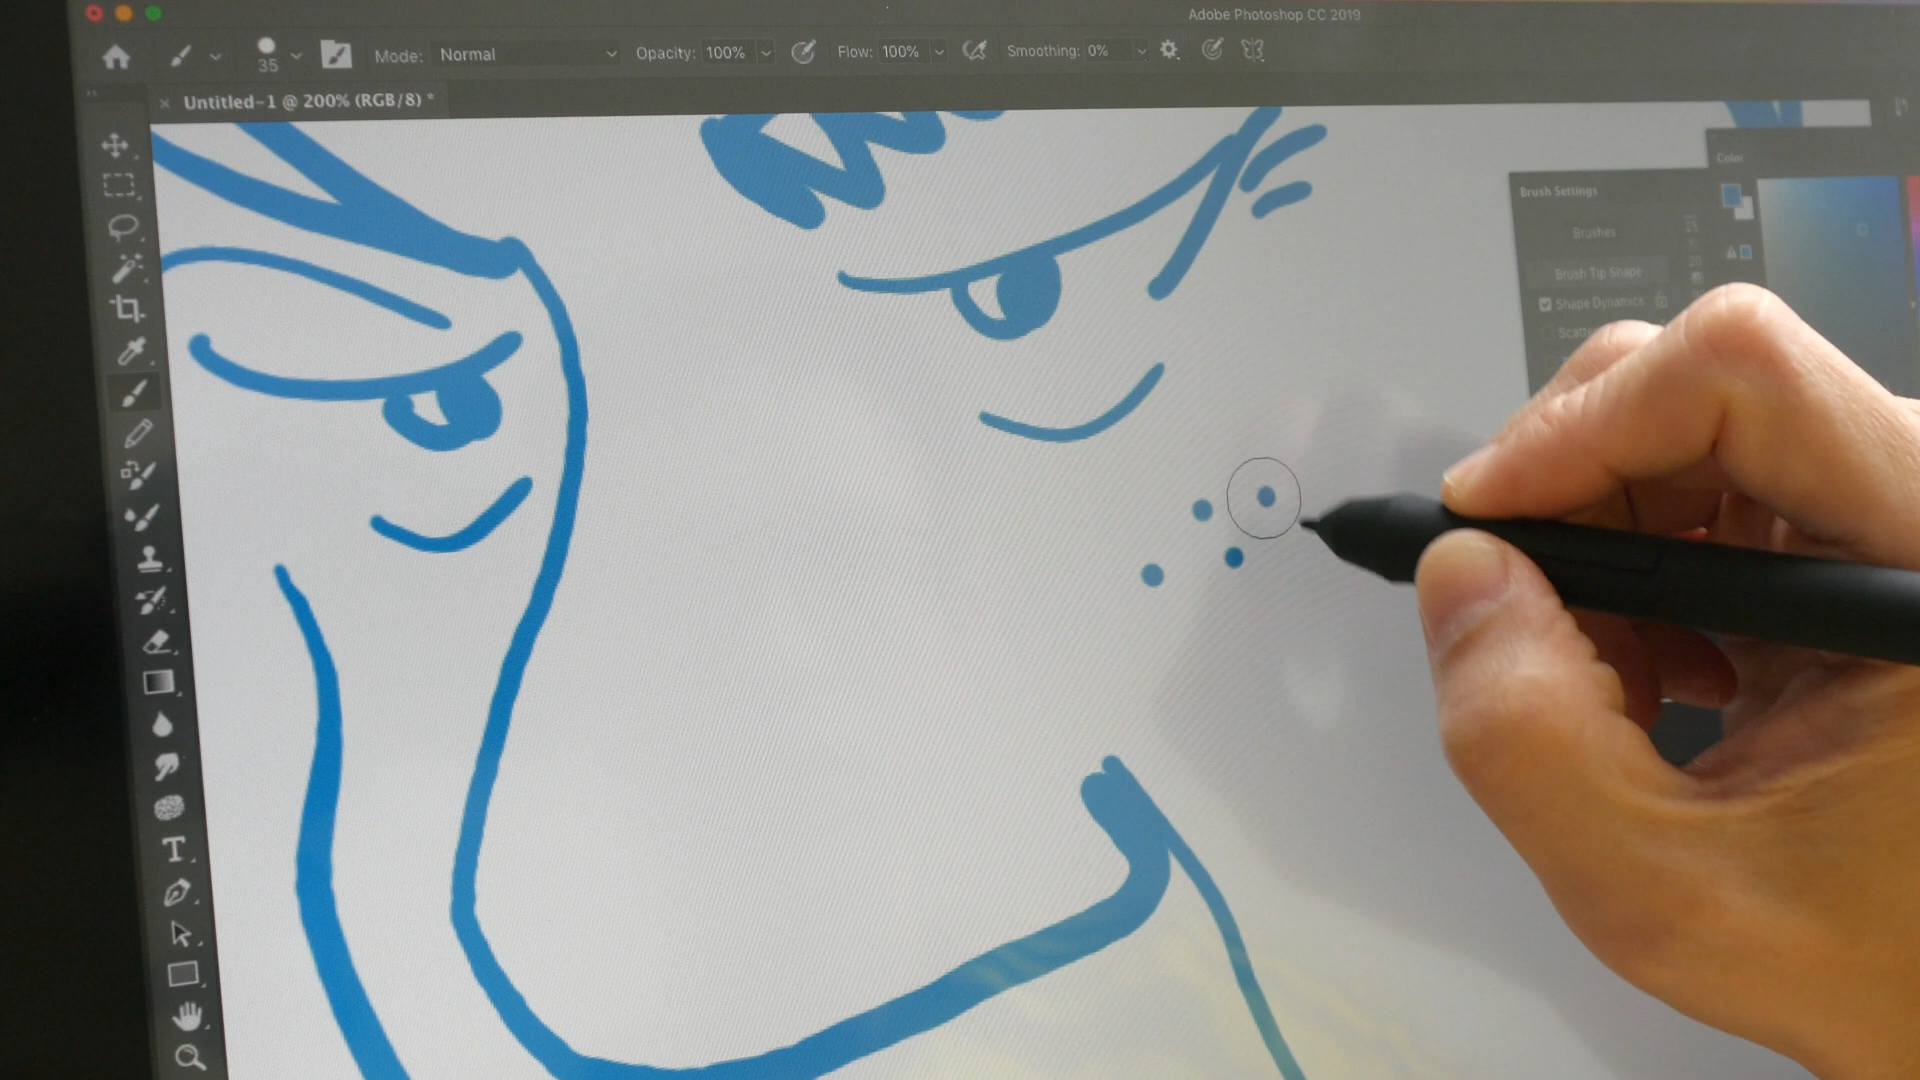 Adobe Photoshop CC 2019
35
Mode: Normal
Opacity: 100%
Flow: 100%
Smoothing: 0%
Untitled-1 @ 200% (RGB/8) *
Color
Brush Settings
Brushes
Brush Tip Shape
Shape Dynamics
T